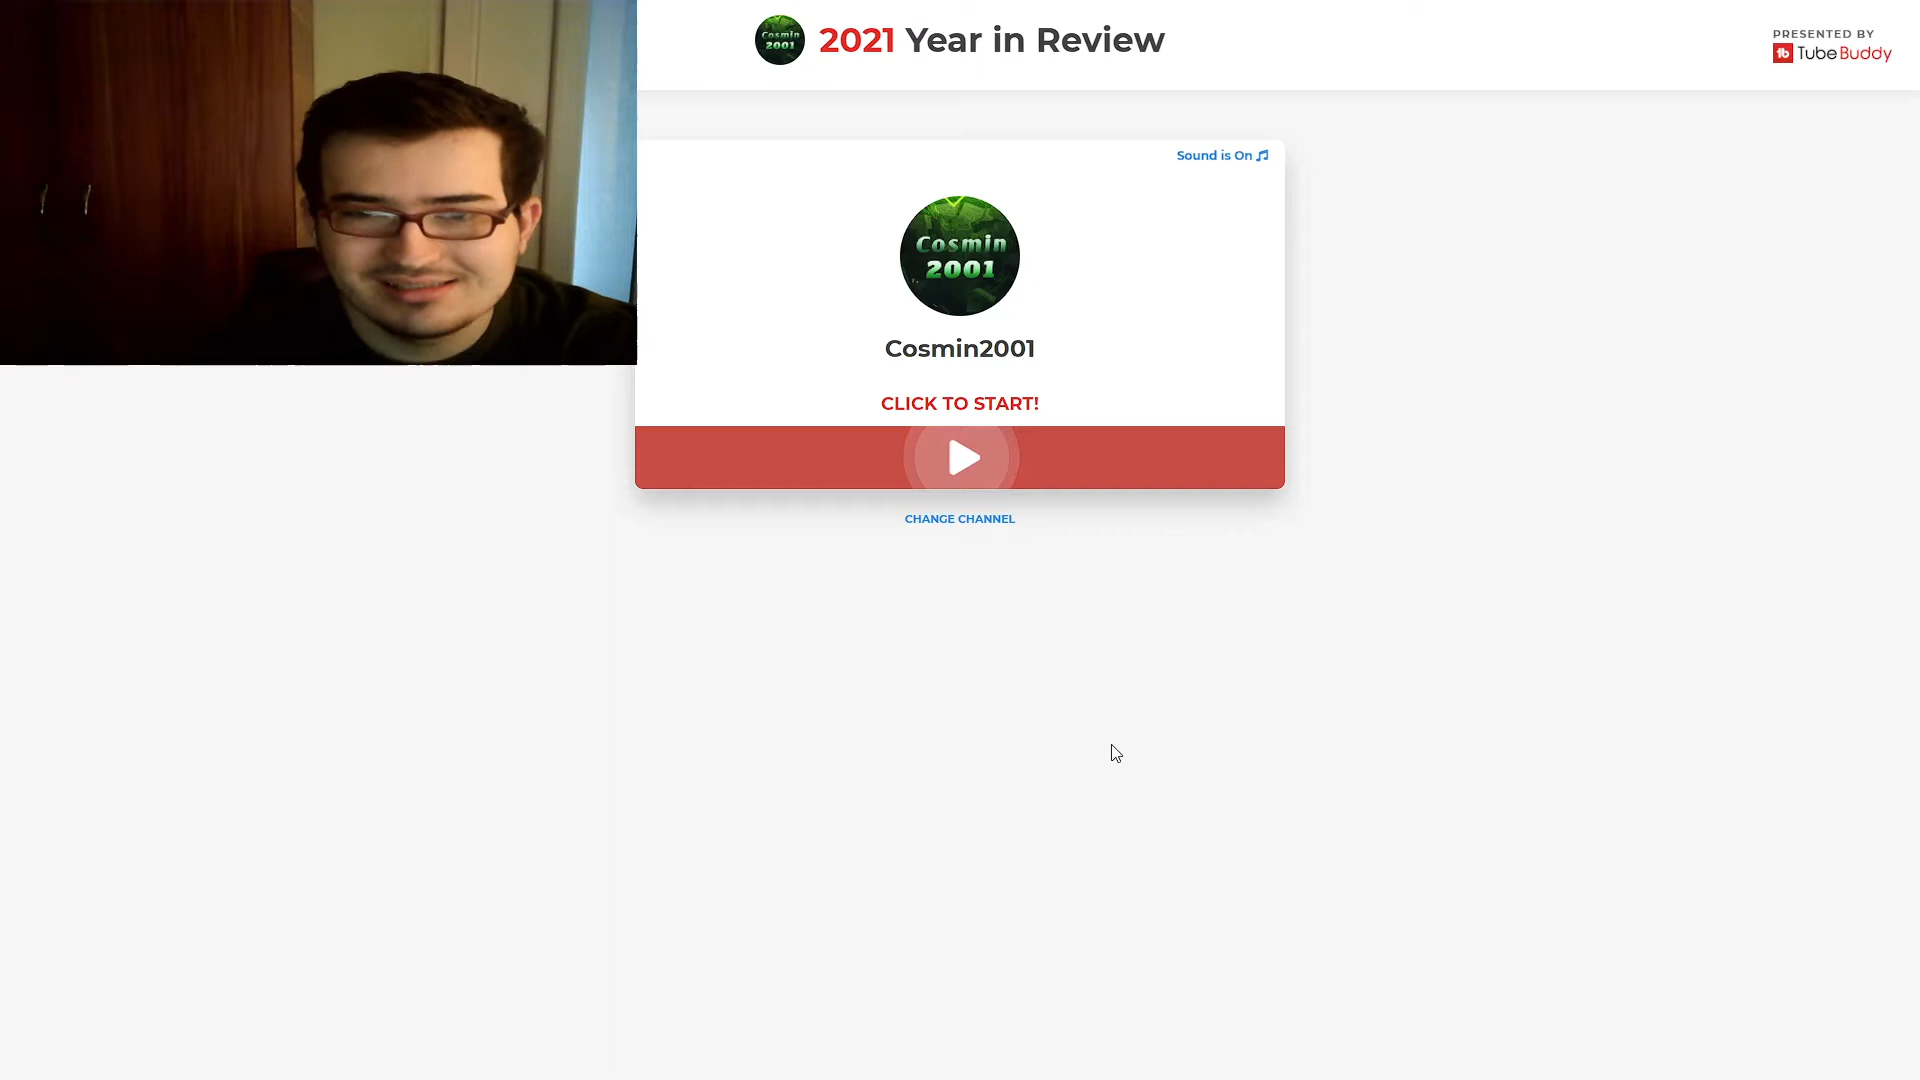 Cosmin
2001
2021 Year in Review
PRESENTED BY
tb TubeBuddy
Sound is On
Cosmin
2001
Cosmin2001
CLICK TO START!
CHANGE CHANNEL